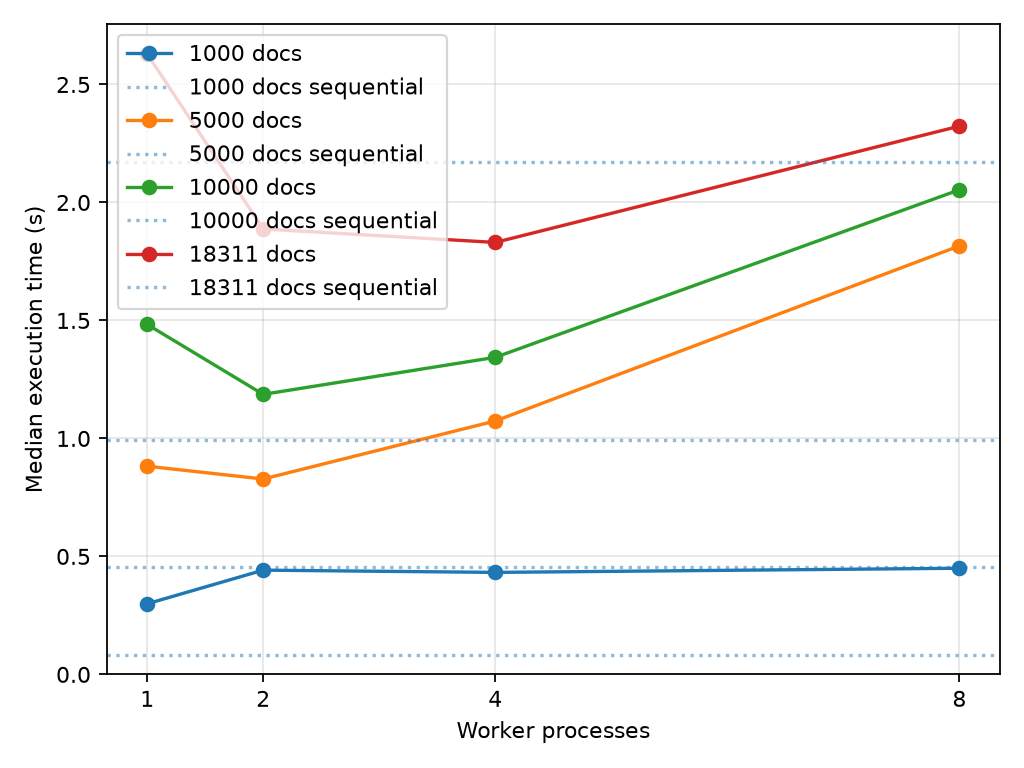 1000 docs
1000 docs sequential
5000 docs
5000 docs sequential
10000 docs
10000 docs sequential
18311 docs
18311 docs sequential
2.5
2.0
1.5
1.0
0.5
0.0
Median execution time (s)
1 2 4 8
Worker processes